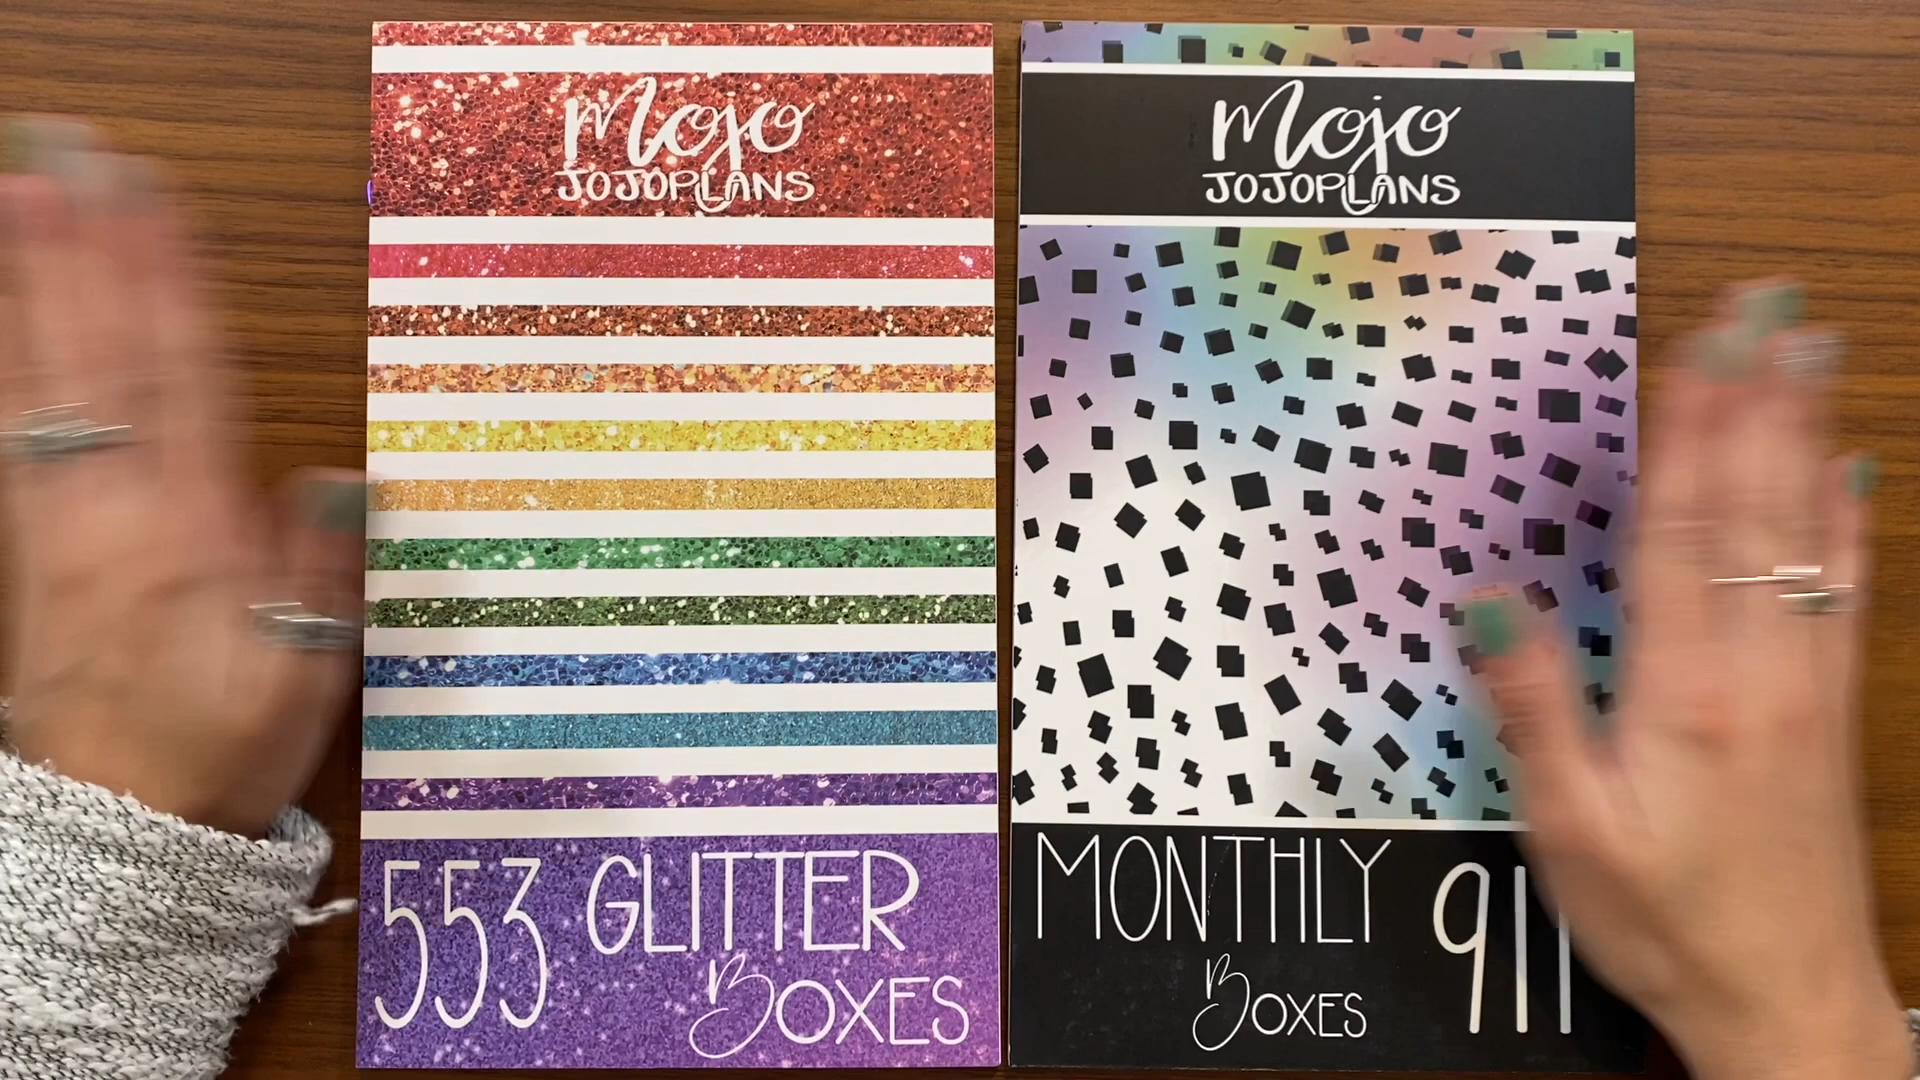 Mojo
JOJOPLANS
553 GLITTER
BOXES
Mojo
JOJOPLANS
MONTHLY 911
BOXES